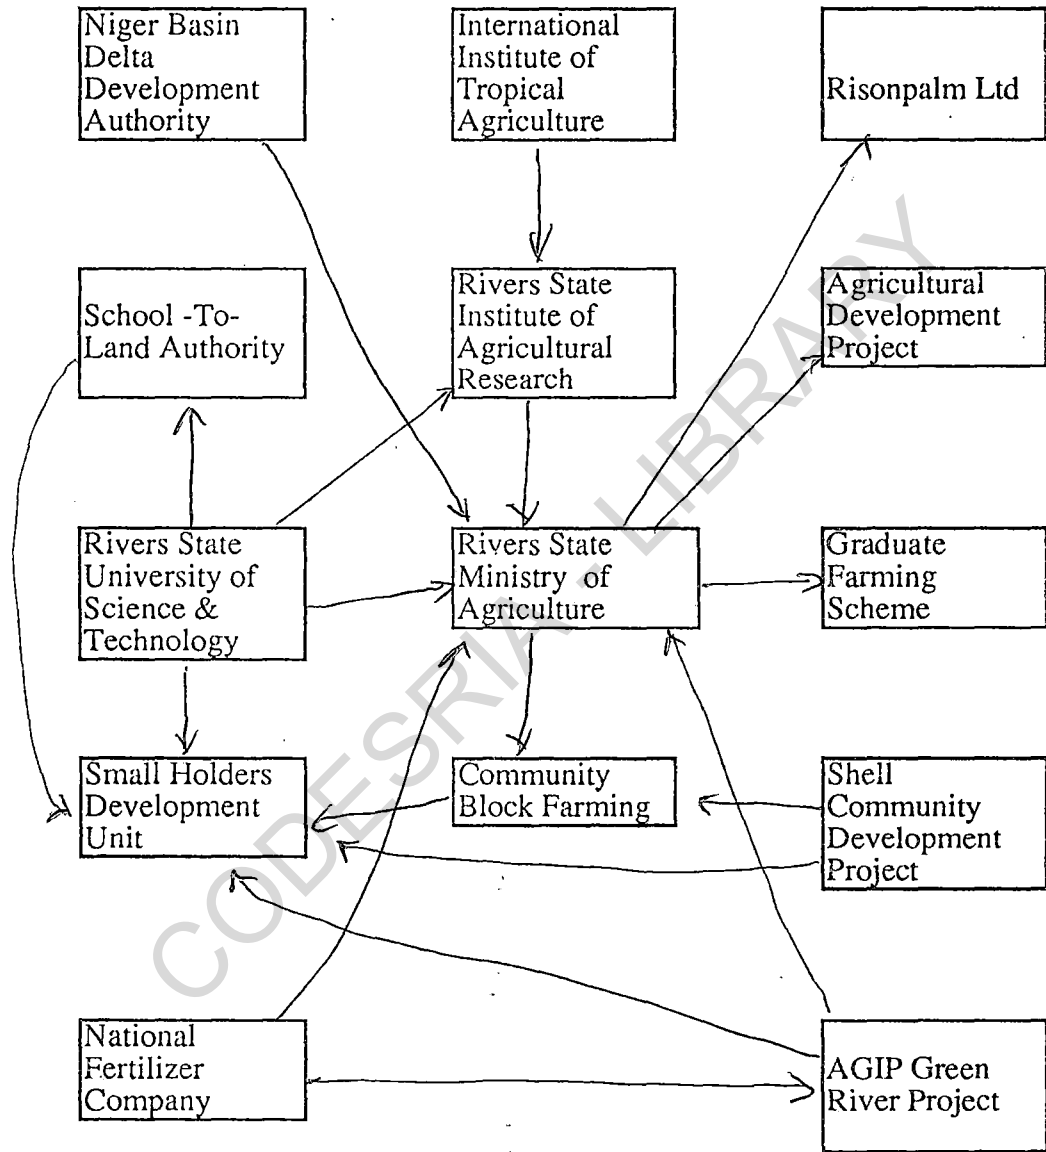 Niger Basin
Delta
Development
Authority
International
Institute of
Tropical
Agriculture
Risonpalm Ltd
School -To-
Land Authority
Rivers State
Institute of
Agricultural
Research
Agricultural
Development
Project
Rivers State
University of
Science &
Technology
Rivers State
Ministry of
Agriculture
Graduate
Farming
Scheme
Small Holders
Development
Unit
Community
Block Farming
Shell
Community
Development
Project
National
Fertilizer
Company
AGIP Green
River Project
CODESRIA - LIBRARY